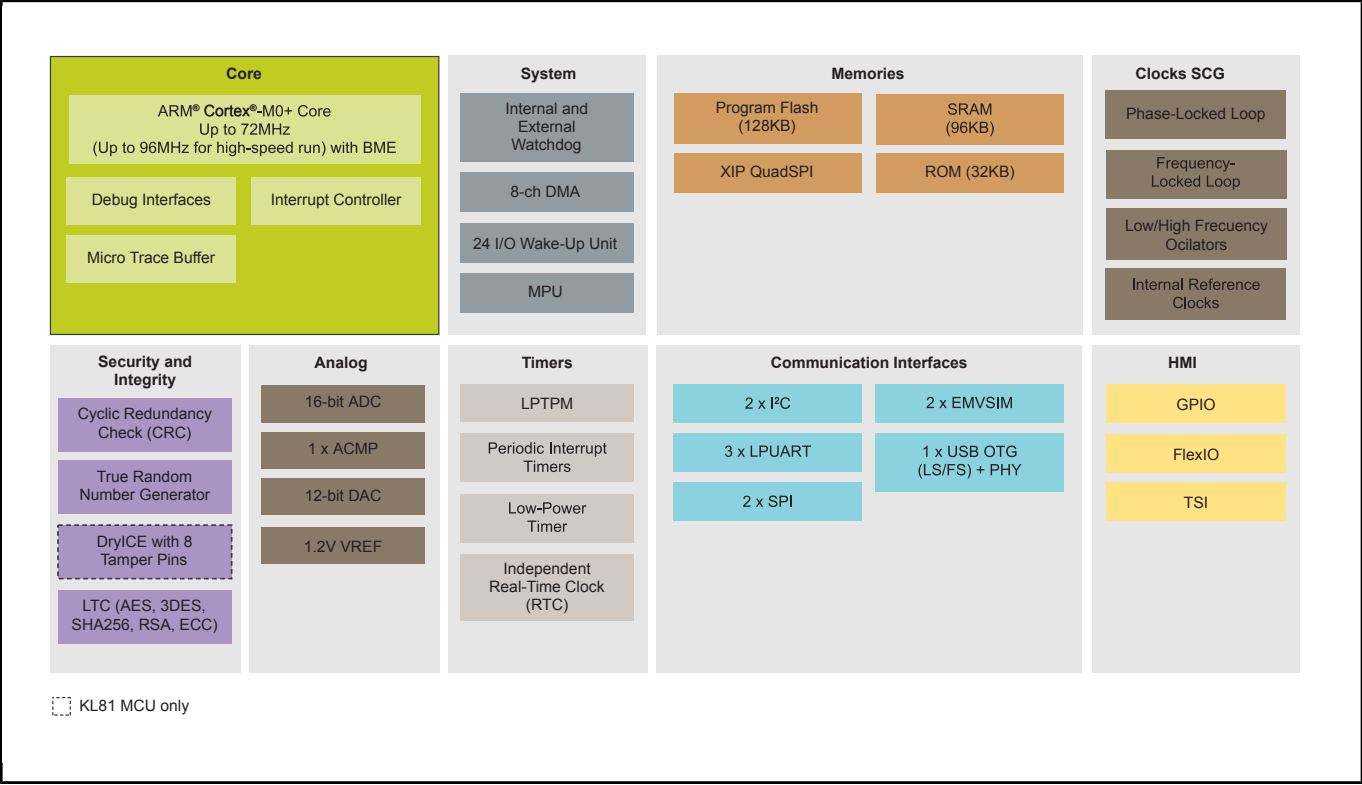 Core
ARM® Cortex®-M0+ Core
Up to 72MHz
(Up to 96MHz for high-speed run) with BME
Debug Interfaces
Interrupt Controller
Micro Trace Buffer
System
Internal and
External
Watchdog
8-ch DMA
24 I/O Wake-Up Unit
MPU
Memories
Program Flash
(128KB)
SRAM
(96KB)
XIP QuadSPI
ROM (32KB)
Clocks SCG
Phase-Locked Loop
Frequency-
Locked Loop
Low/High Frecuency
Ocilators
Internal Reference
Clocks
Security and
Integrity
Cyclic Redundancy
Check (CRC)
True Random
Number Generator
DryICE with 8
Tamper Pins
LTC (AES, 3DES,
SHA256, RSA, ECC)
Analog
16-bit ADC
1 x ACMP
12-bit DAC
1.2V VREF
Timers
LPTPM
Periodic Interrupt
Timers
Low-Power
Timer
Independent
Real-Time Clock
(RTC)
Communication Interfaces
2 x I²C
2 x EMVSIM
3 x LPUART
1 x USB OTG
(LS/FS) + PHY
2 x SPI
HMI
GPIO
FlexIO
TSI
KL81 MCU only